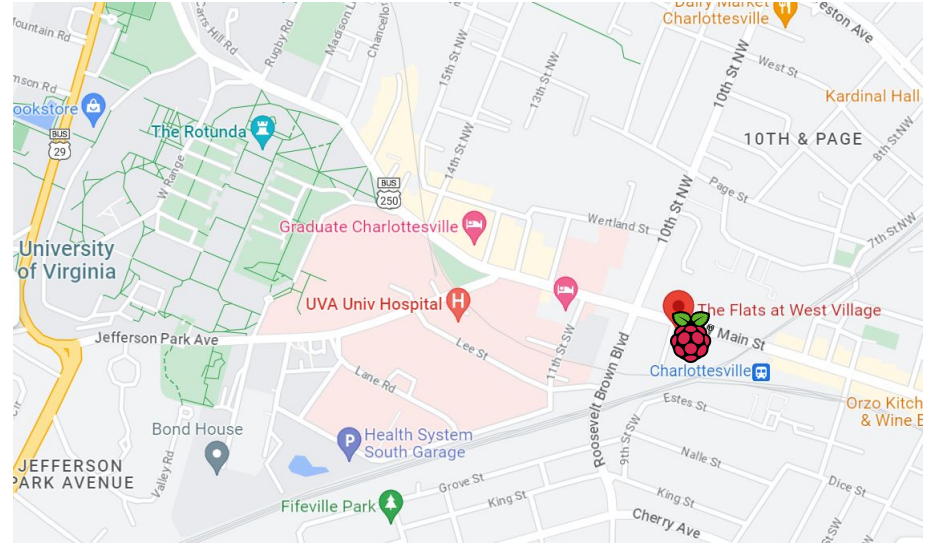 Dairy Market
Charlottesville
Carrs Hill Rd
Rugby Rd
Madison Ln
Chancellor
15th St NW
13th St NW
14th St NW
10th St NW
West St
Kardinal Hall
10TH & PAGE
8th St NW
Page St
7th St NW
10th St NW
Wertland St
The Rotunda
W Range
BUS
29
BUS
250
Graduate Charlottesville
University
of Virginia
UVA Univ Hospital
H
The Flats at West Village
®
Main St
Charlottesville
Jefferson Park Ave
Lee St
Lane Rd
11th St SW
Roosevelt Brown Blvd
9th St SW
Estes St
Nalle St
Dice St
Bond House
Health System
South Garage
P
JEFFERSON
PARK AVENUE
Valley Rd
Fifeville Park
Grove St
King St
King St
Cherry Ave